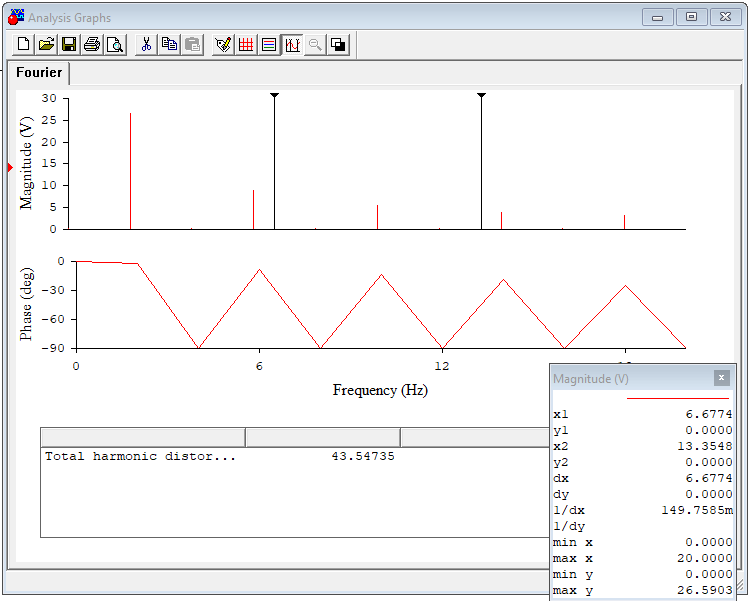 Analysis Graphs
Fourier
30
25
20
15
10
5
0
Magnitude (V)
0
-30
-60
-90
Phase (deg)
0 6 12
Frequency (Hz)
Total harmonic distor... 43.54735
Magnitude (V)
x1 6.6774
y1 0.0000
x2 13.3548
y2 0.0000
dx 6.6774
dy 0.0000
1/dx 149.7585m
1/dy
min x 0.0000
max x 20.0000
min y 0.0000
max y 26.5903